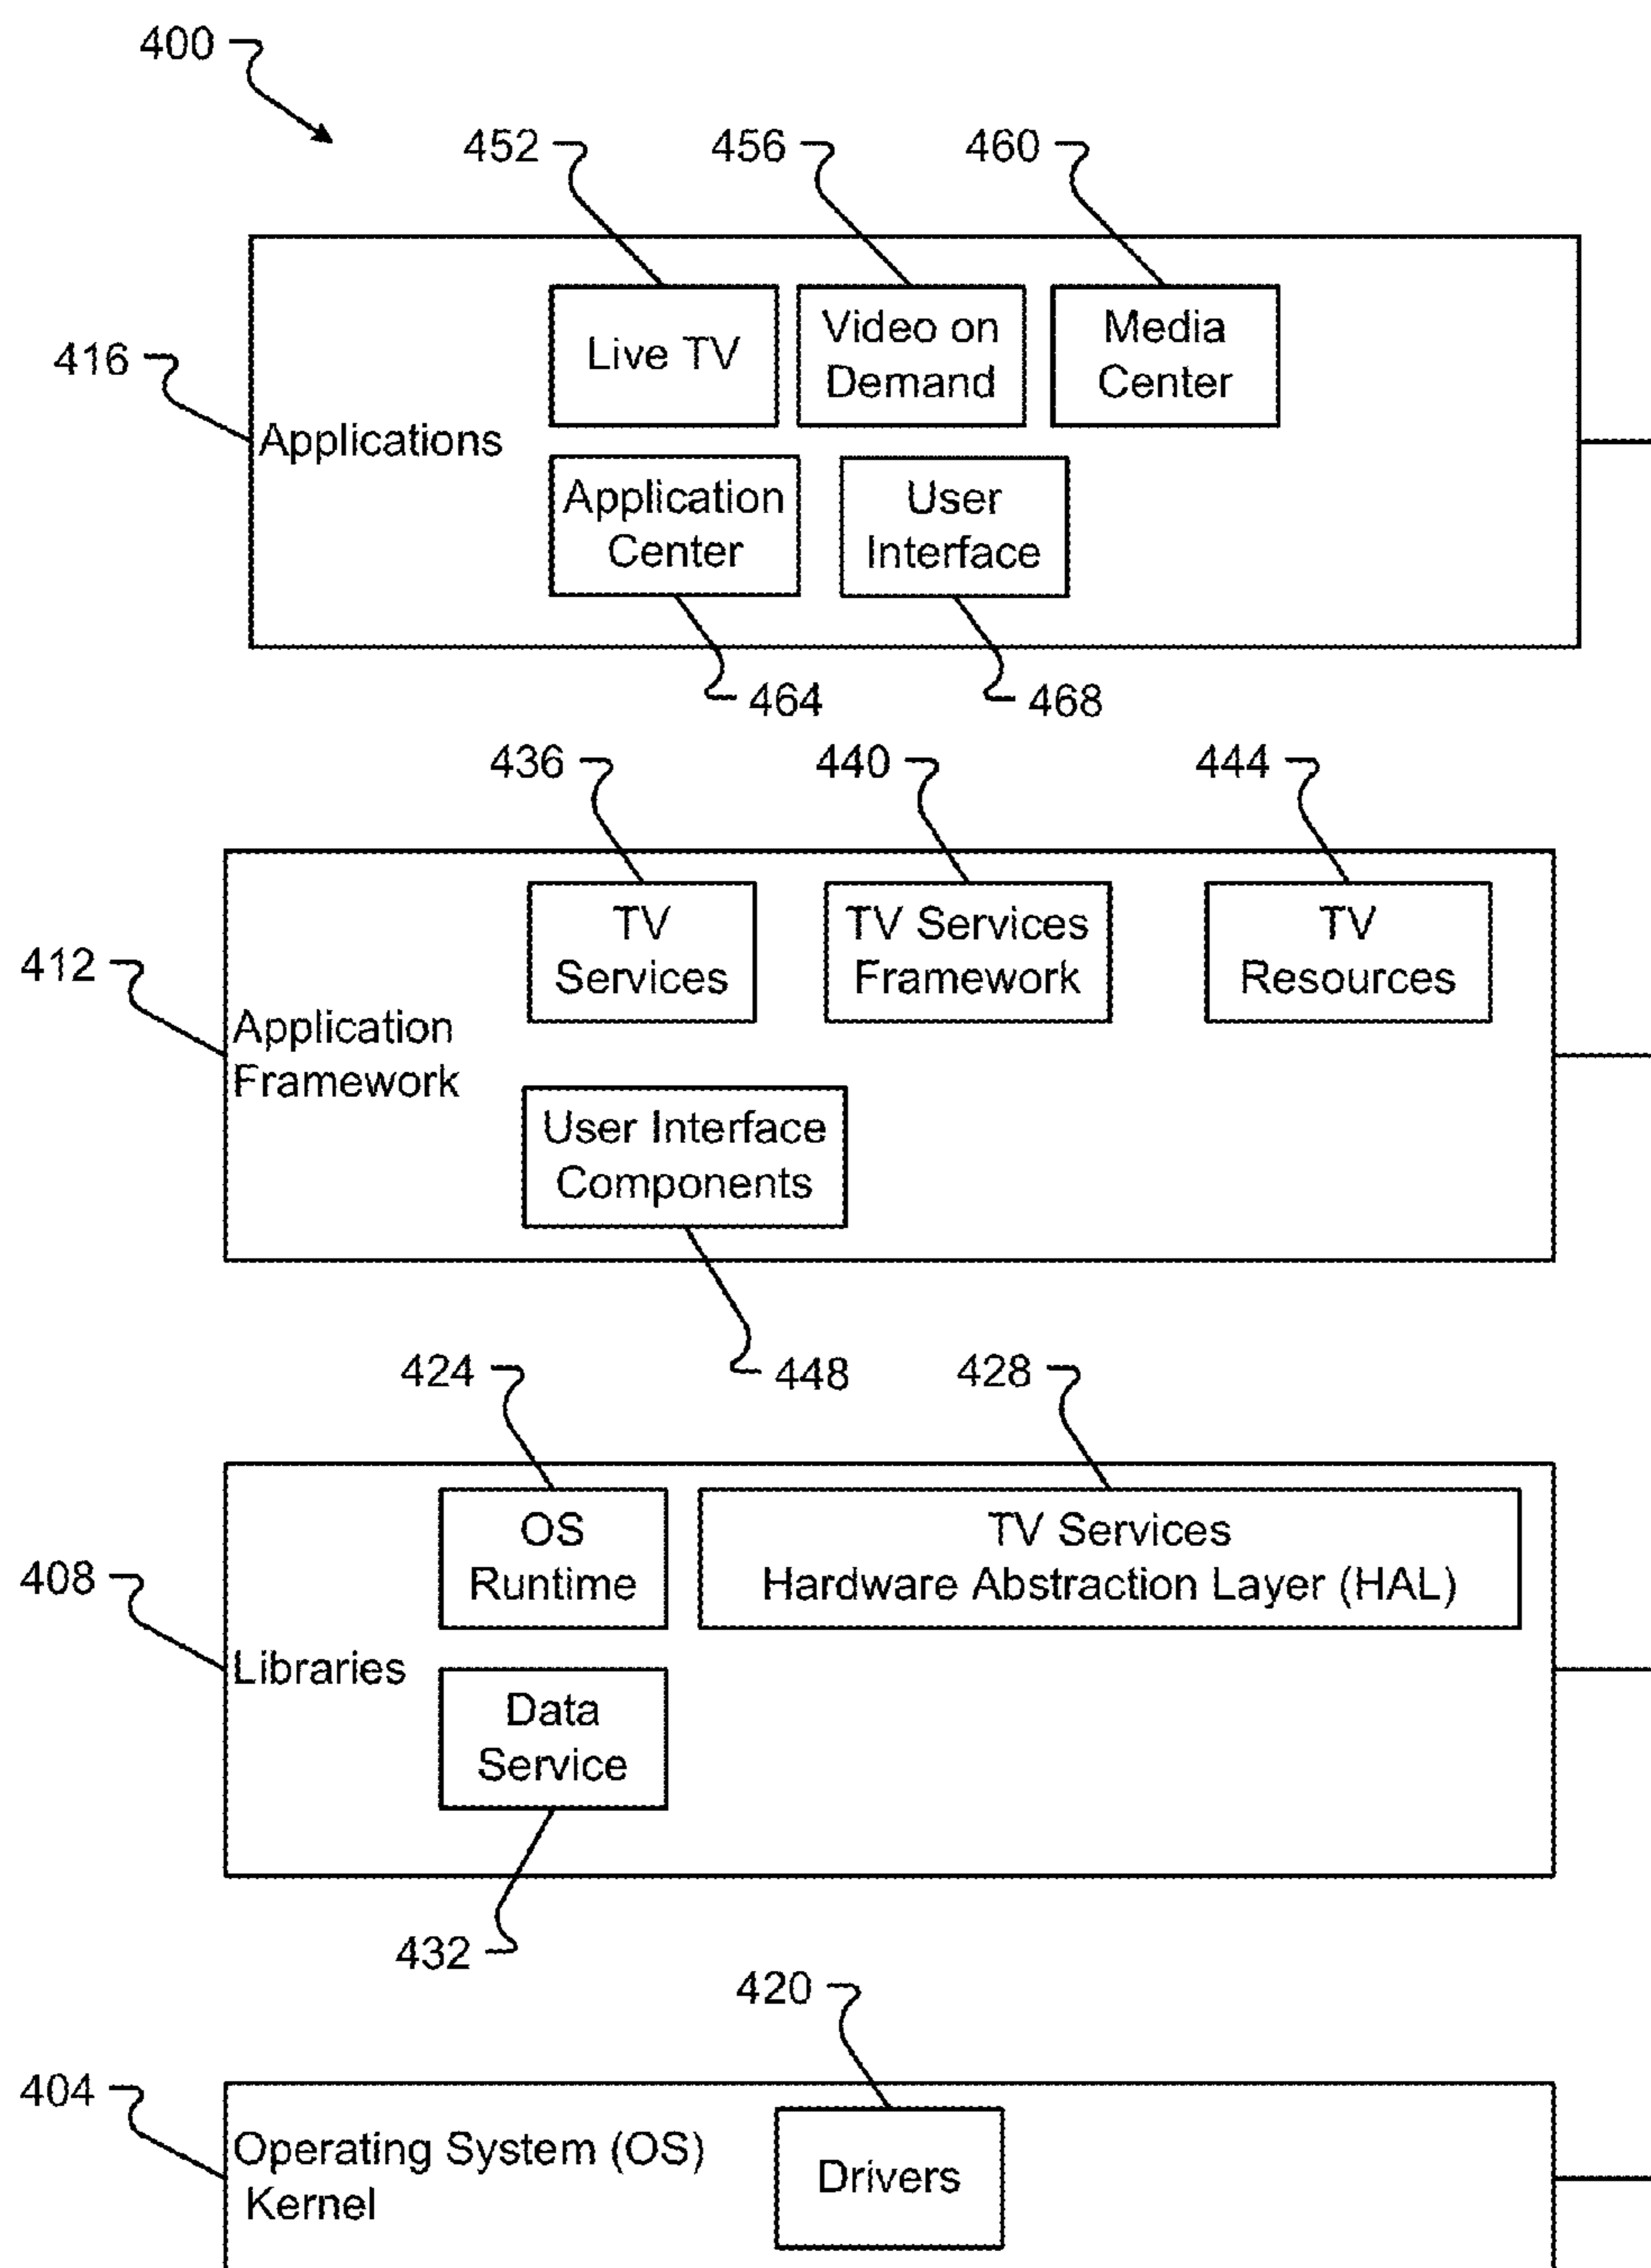 400
452
456
460
416
Applications
Live TV
Video on
Demand
Media
Center
Application
Center
User
Interface
464
468
436
440
444
412
Application
Framework
TV
Services
TV Services
Framework
TV
Resources
User Interface
Components
448
424
428
408
Libraries
OS
Runtime
TV Services
Hardware Abstraction Layer (HAL)
Data
Service
432
420
404
Operating System (OS)
Kernel
Drivers